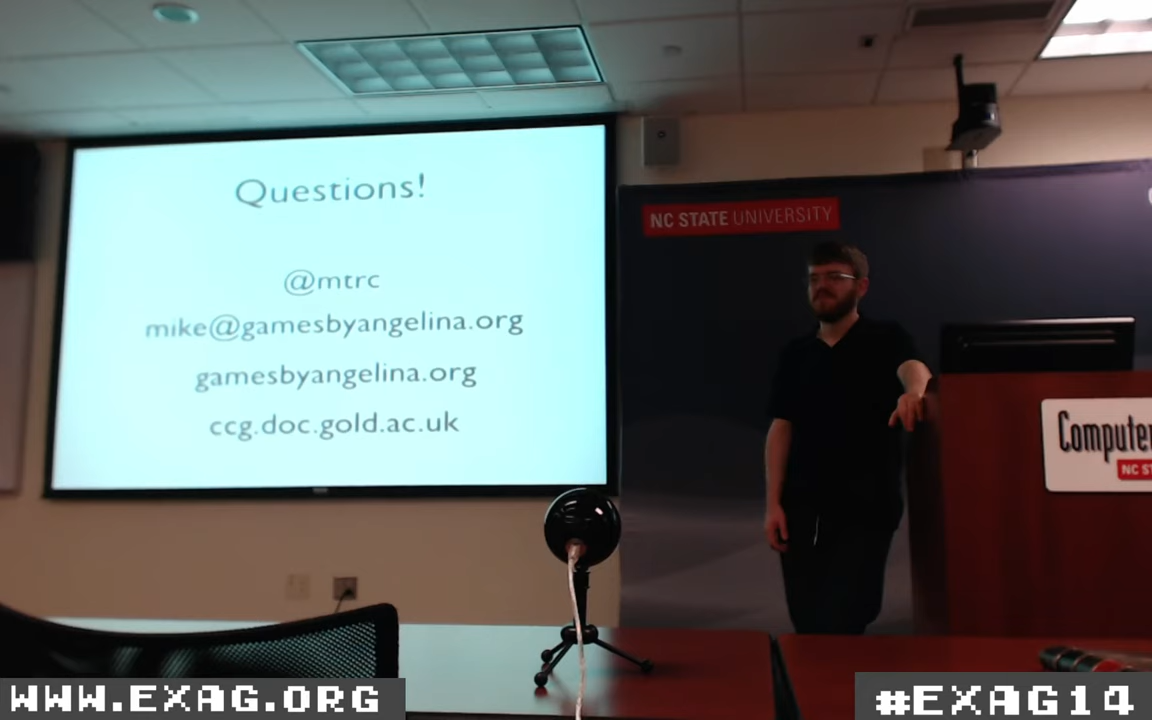 Questions!
@mtrc
mike@gamesbyangelina.org
gamesbyangelina.org
ccg.doc.gold.ac.uk
NC STATE UNIVERSITY
Computer
NC ST
WWW.EXAG.ORG
#EXAG14